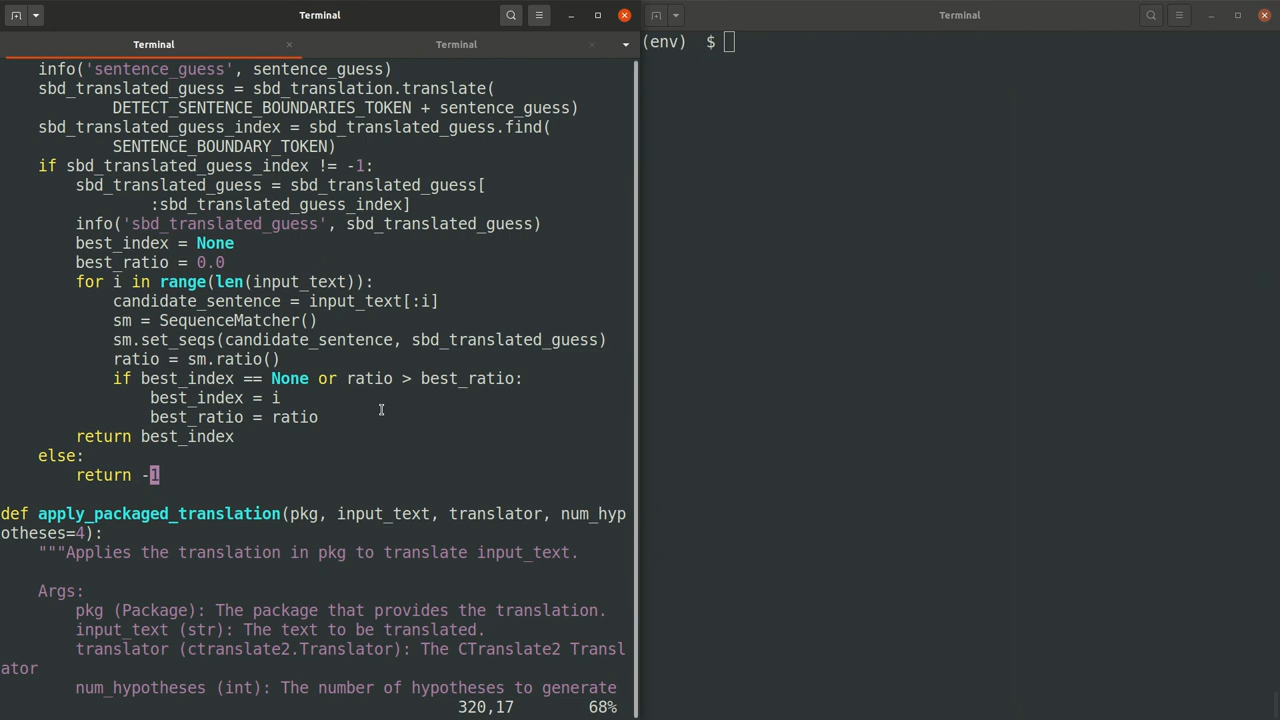 Terminal
Terminal
Terminal
    info('sentence_guess', sentence_guess)
    sbd_translated_guess = sbd_translation.translate(
            DETECT_SENTENCE_BOUNDARIES_TOKEN + sentence_guess)
    sbd_translated_guess_index = sbd_translated_guess.find(
            SENTENCE_BOUNDARY_TOKEN)
    if sbd_translated_guess_index != -1:
        sbd_translated_guess = sbd_translated_guess[
                :sbd_translated_guess_index]
        info('sbd_translated_guess', sbd_translated_guess)
        best_index = None
        best_ratio = 0.0
        for i in range(len(input_text)):
            candidate_sentence = input_text[:i]
            sm = SequenceMatcher()
            sm.set_seqs(candidate_sentence, sbd_translated_guess)
            ratio = sm.ratio()
            if best_index == None or ratio > best_ratio:
                best_index = i
                best_ratio = ratio
        return best_index
    else:
        return -1
def apply_packaged_translation(pkg, input_text, translator, num_hyp
otheses=4):
    """Applies the translation in pkg to translate input_text.
    Args:
        pkg (Package): The package that provides the translation.
        input_text (str): The text to be translated.
        translator (ctranslate2.Translator): The CTranslate2 Transl
ator
        num_hypotheses (int): The number of hypotheses to generate
320,17 68%
Terminal
(env)  $